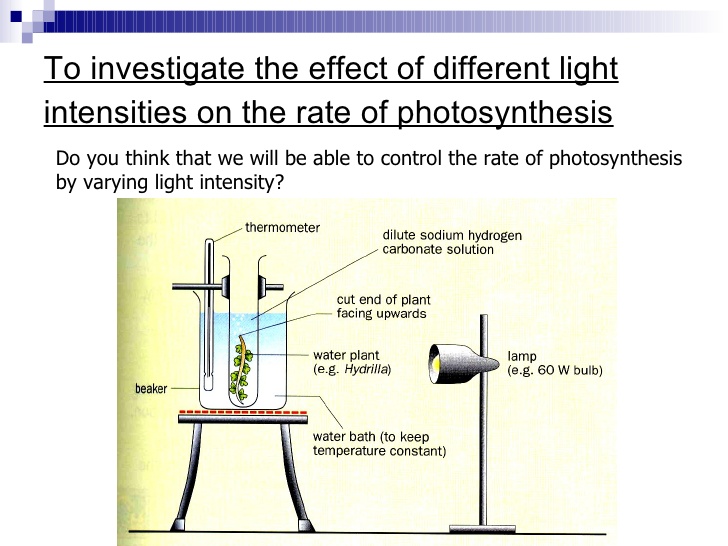 To investigate the effect of different light
intensities on the rate of photosynthesis
Do you think that we will be able to control the rate of photosynthesis
by varying light intensity?
thermometer
dilute sodium hydrogen
carbonate solution
cut end of plant
facing upwards
water plant
(e.g. Hydrilla)
lamp
(e.g. 60 W bulb)
beaker
water bath (to keep
temperature constant)